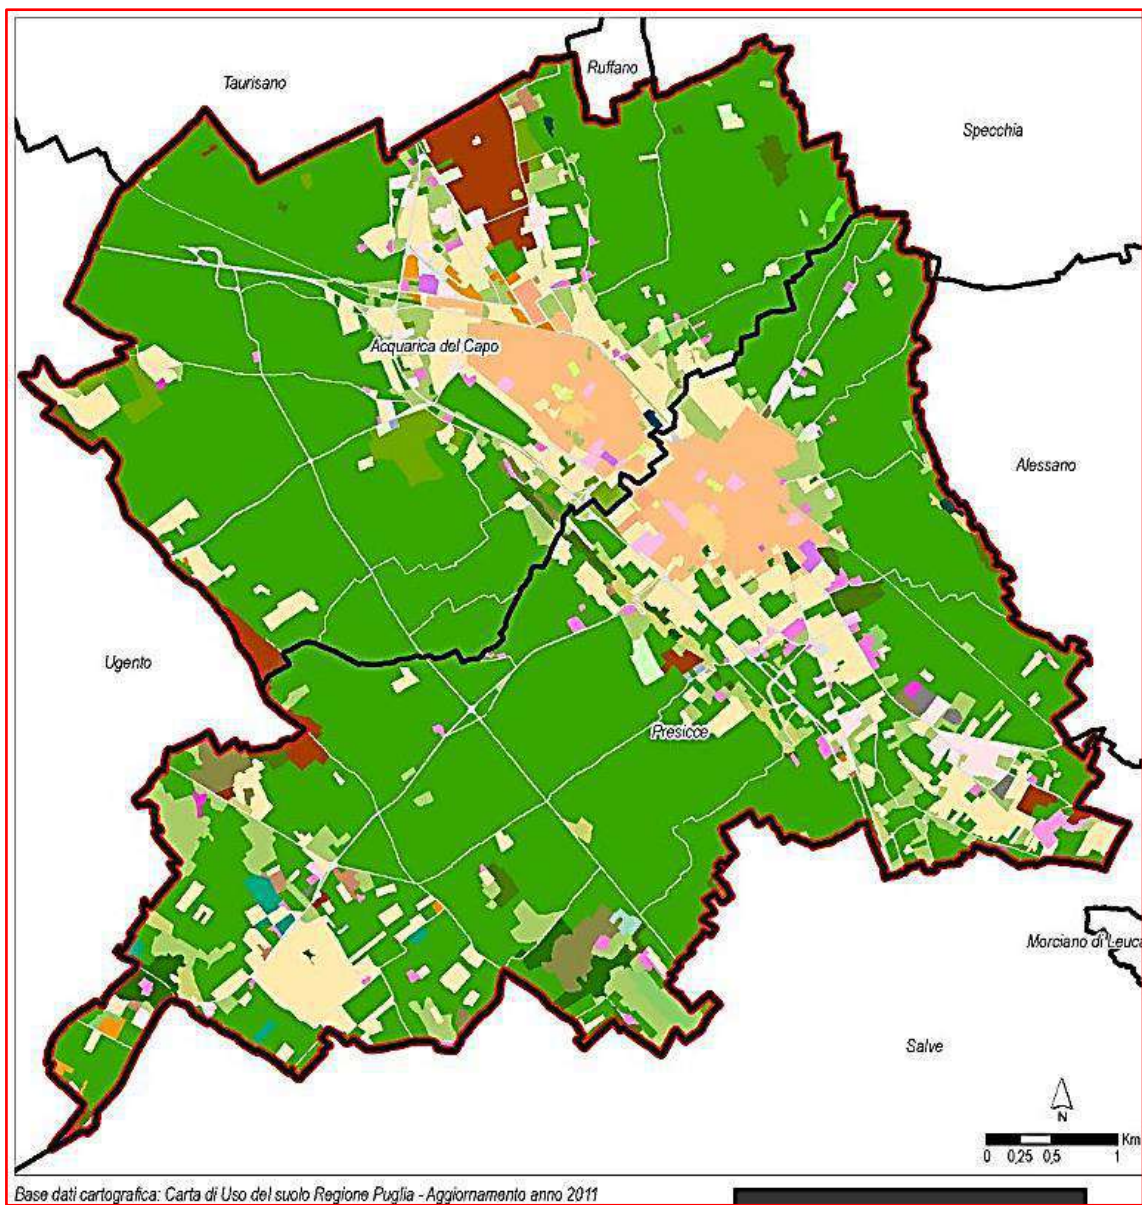 Ruffano
Taurisano
Specchia
Acquarica del Capo
Alessano
Ugento
Presicce
Morciano di Leuca
Salve
N
Km
0 0,25 0,5 1
Base dati cartografica: Carta di Uso del suolo Regione Puglia - Aggiornamento anno 2011